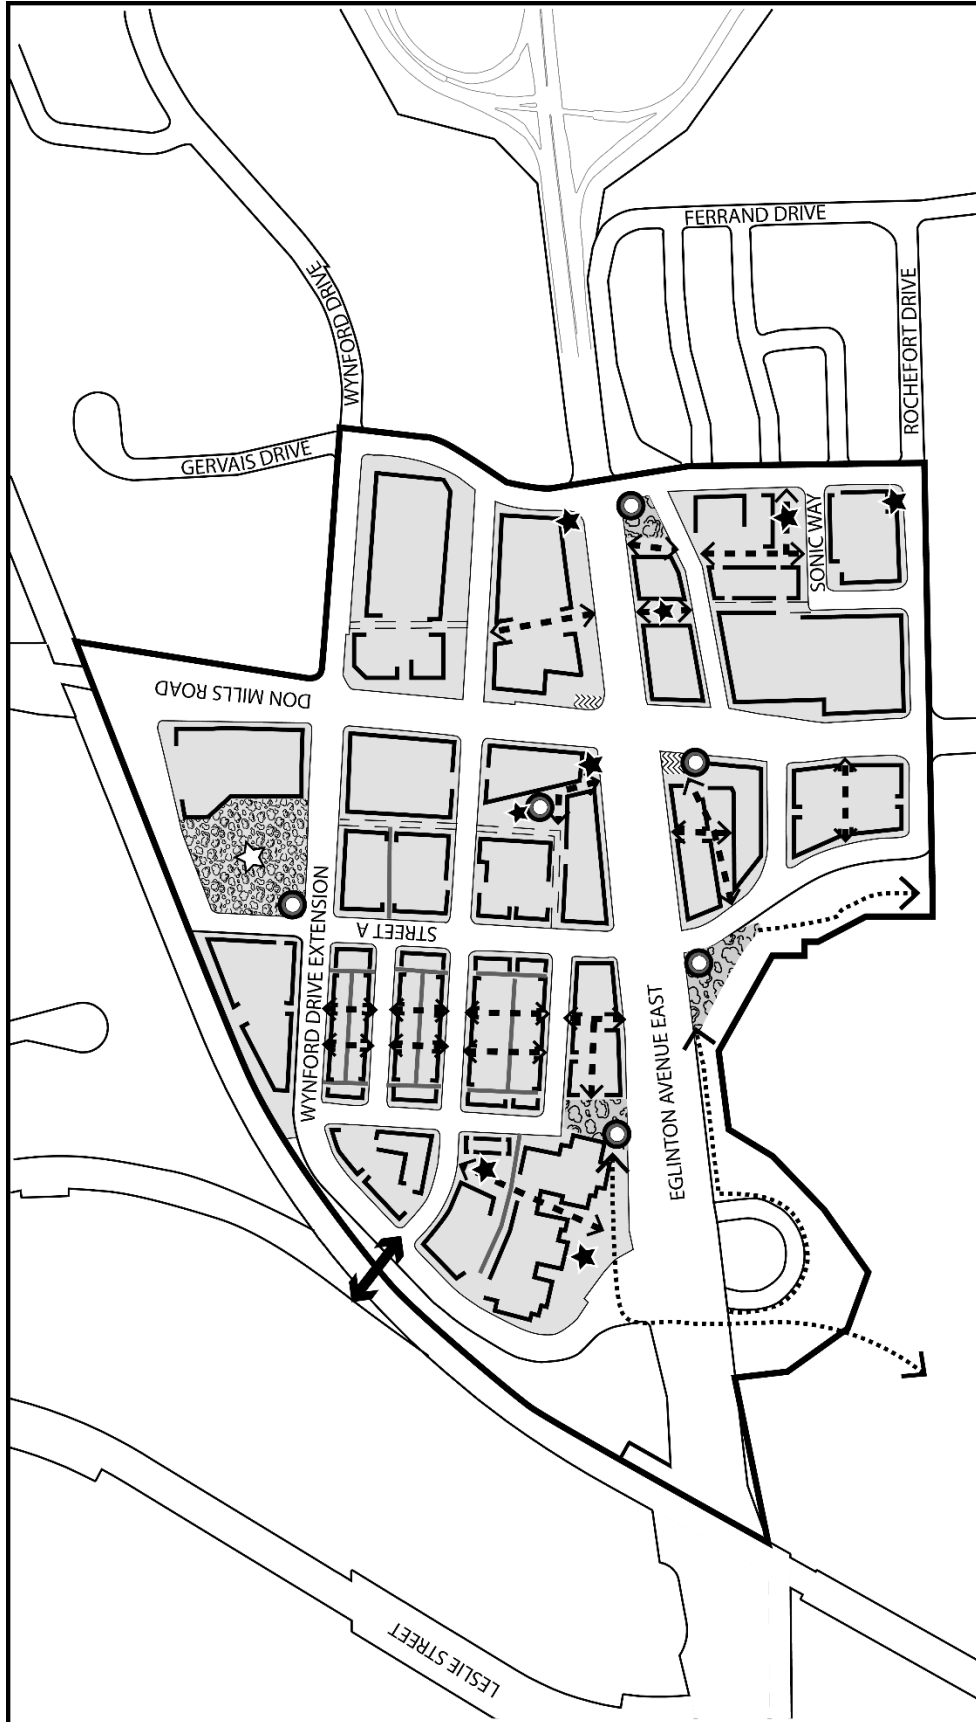 FERRAND DRIVE
ROCHEFORT DRIVE
WYNFORD DRIVE
GERVAIS DRIVE
SONIC WAY
DON MILLS ROAD
WYNFORD DRIVE EXTENSION
STREET A
EGLINTON AVENUE EAST
LESLIE STREET